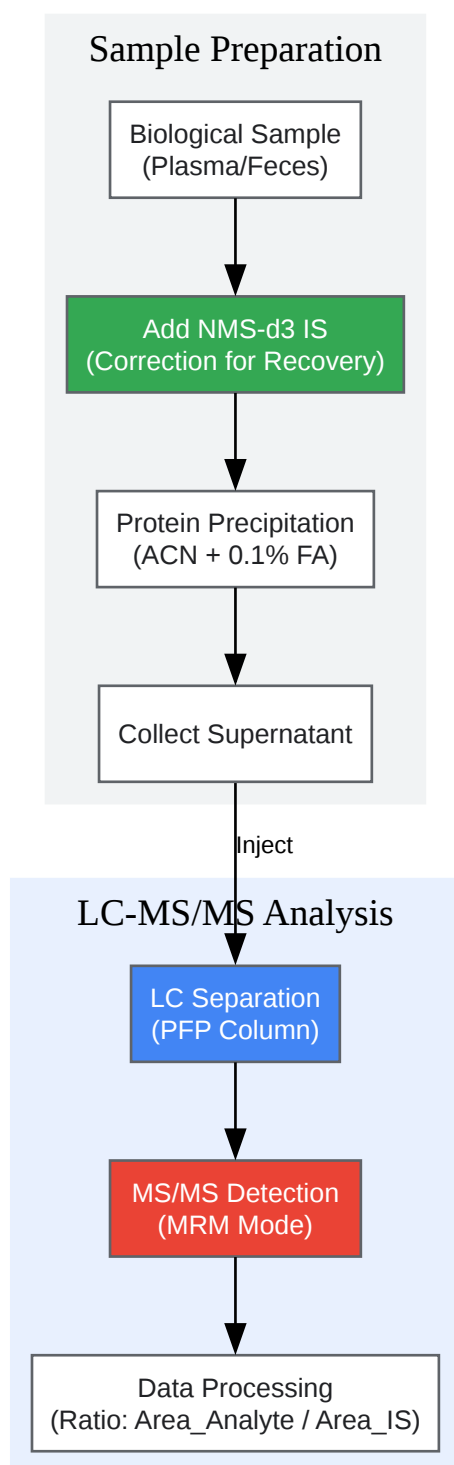 Sample Preparation
Biological Sample
(Plasma/Feces)
Add NMS-d3 IS
(Correction for Recovery)
Protein Precipitation
(ACN + 0.1% FA)
Collect Supernatant
Inject
LC-MS/MS Analysis
LC Separation
(PFP Column)
MS/MS Detection
(MRM Mode)
Data Processing
(Ratio: Area_Analyte / Area_IS)